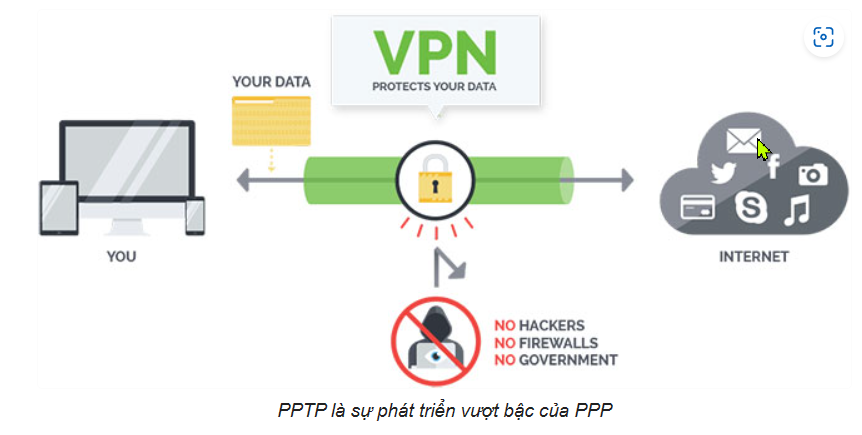 VPN
PROTECTS YOUR DATA
YOUR DATA
YOU
INTERNET
NO HACKERS
NO FIREWALLS
NO GOVERNMENT
PPTP là sự phát triển vượt bậc của PPP